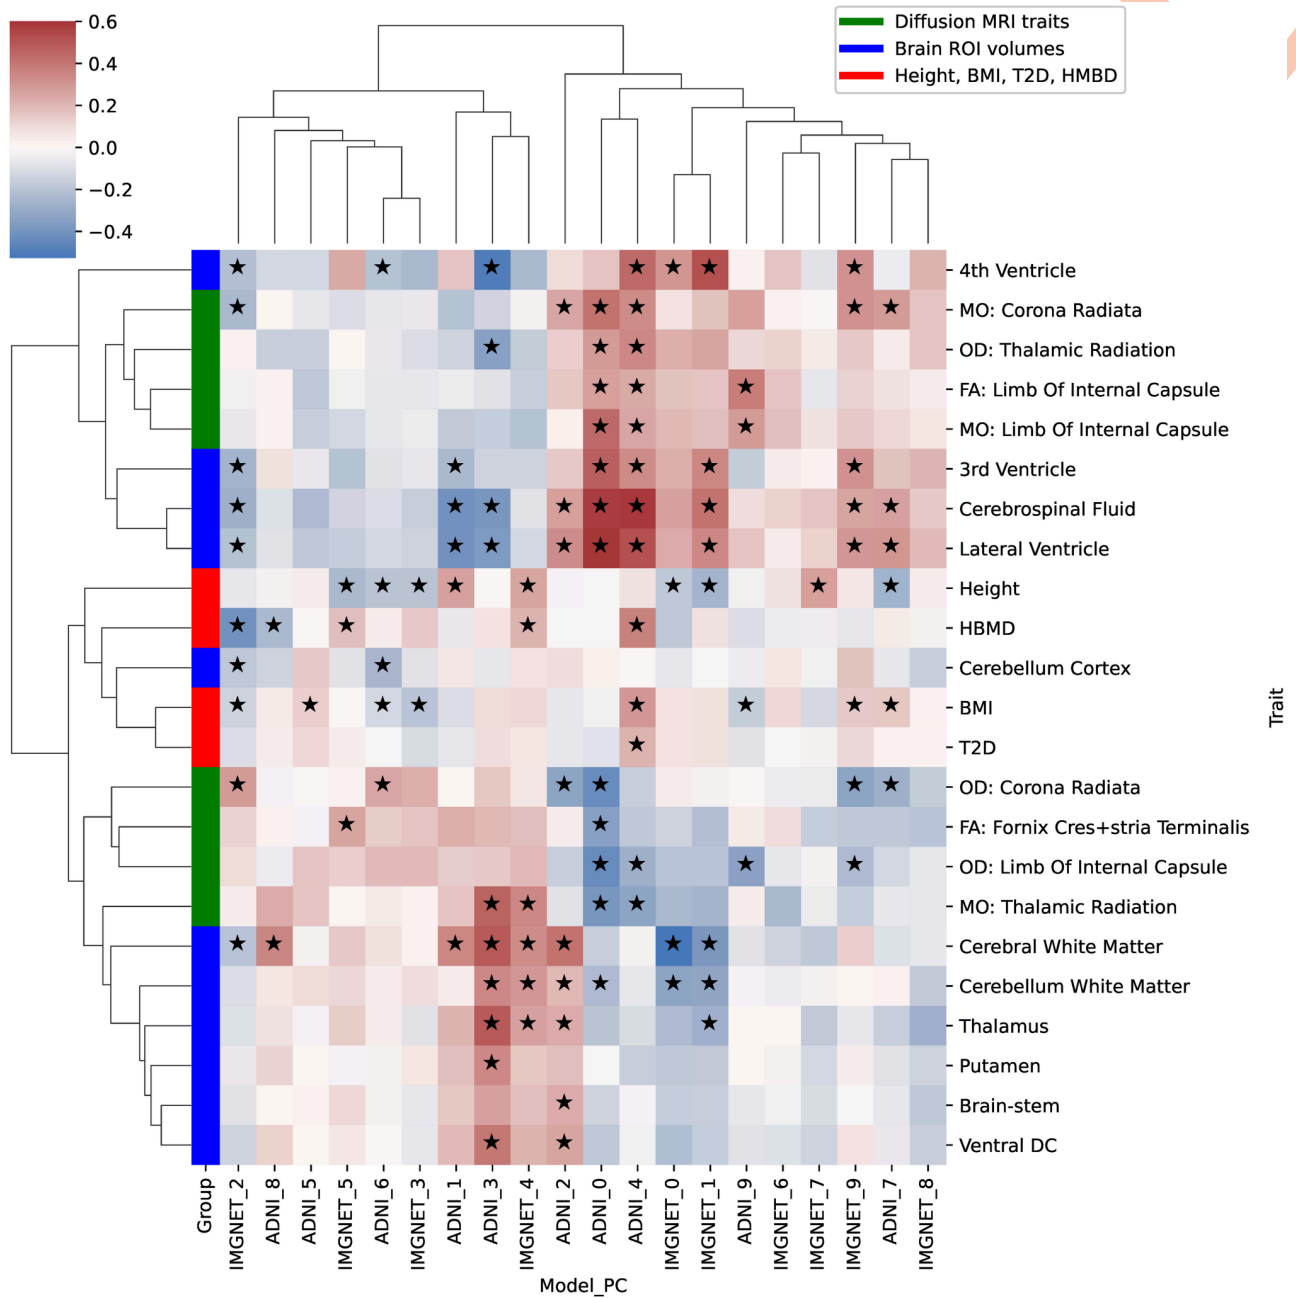 0.6
0.4
0.2
0.0
−0.2
−0.4
Diffusion MRI traits
Brain ROI volumes
Height, BMI, T2D, HMBD
4th Ventricle
MO: Corona Radiata
OD: Thalamic Radiation
FA: Limb Of Internal Capsule
MO: Limb Of Internal Capsule
3rd Ventricle
Cerebrospinal Fluid
Lateral Ventricle
Height
HBMD
Cerebellum Cortex
BMI
T2D
OD: Corona Radiata
FA: Fornix Cres+stria Terminalis
OD: Limb Of Internal Capsule
MO: Thalamic Radiation
Cerebral White Matter
Cerebellum White Matter
Thalamus
Putamen
Brain-stem
Ventral DC
Trait
Group
IMGNET_2
ADNI_8
ADNI_5
IMGNET_5
ADNI_6
IMGNET_3
ADNI_1
ADNI_3
IMGNET_4
ADNI_2
ADNI_0
ADNI_4
IMGNET_0
IMGNET_1
ADNI_9
IMGNET_6
IMGNET_7
IMGNET_9
ADNI_7
IMGNET_8
Model_PC